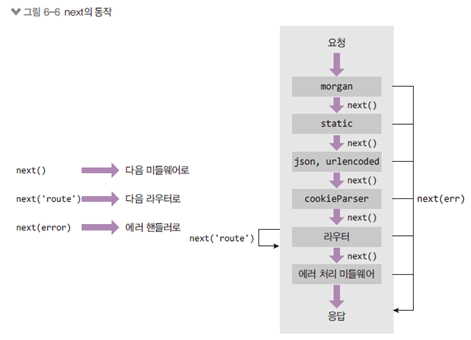 그림 6-6 next의 동작
요청
morgan
next()
static
next()
json, urlencoded
next()
cookieParser
next()
라우터
next()
에러 처리 미들웨어
응답
next() 다음 미들웨어로
next('route') 다음 라우터로
next(error) 에러 핸들러로
next('route')
next(err)